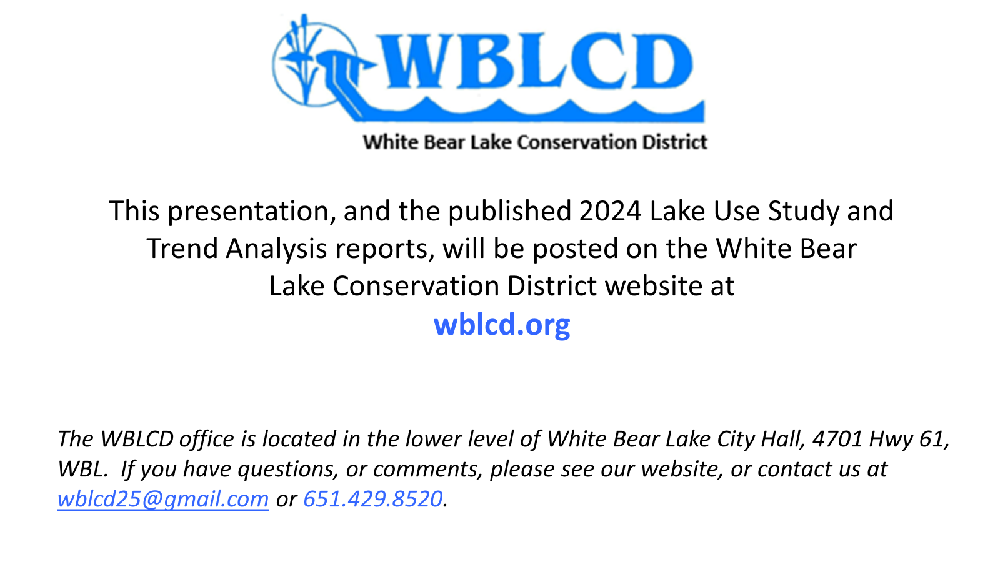 WBLCD
White Bear Lake Conservation District
This presentation, and the published 2024 Lake Use Study and
Trend Analysis reports, will be posted on the White Bear
Lake Conservation District website at
wblcd.org
The WBLCD office is located in the lower level of White Bear Lake City Hall, 4701 Hwy 61,
WBL.  If you have questions, or comments, please see our website, or contact us at
wblcd25@gmail.com or 651.429.8520.